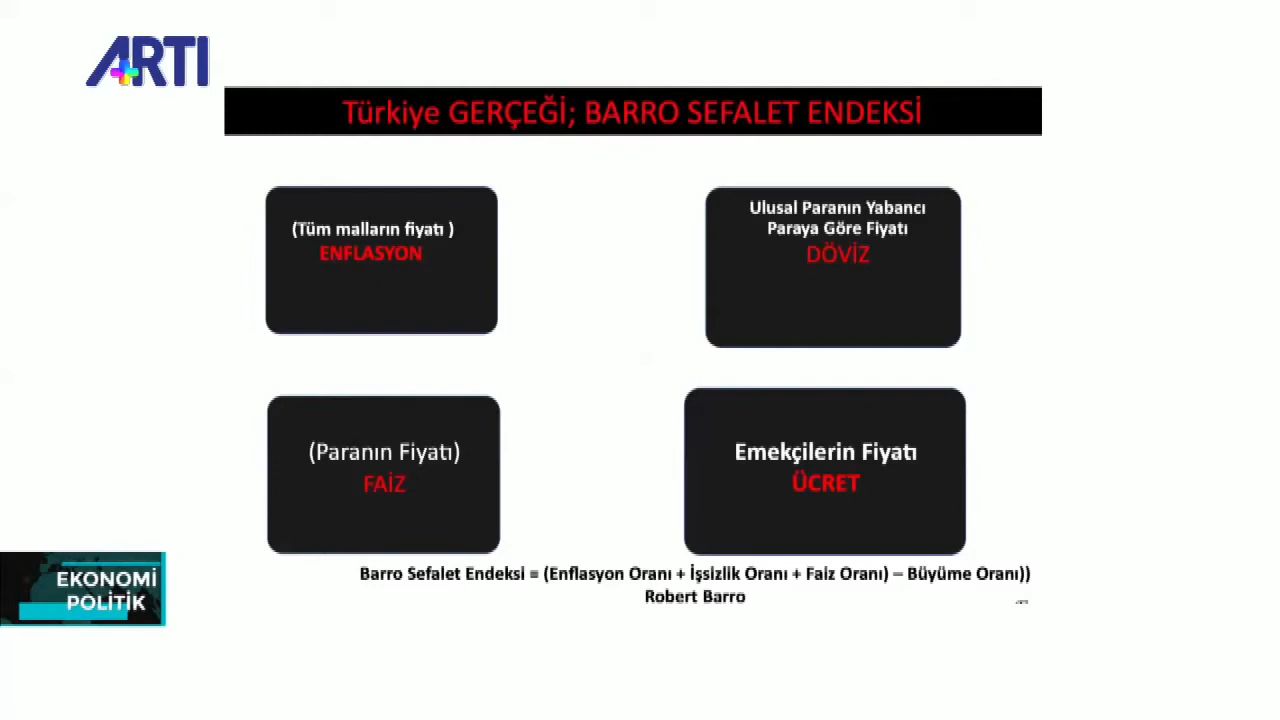 ARTI
Türkiye GERÇEĞİ; BARRO SEFALET ENDEKSİ
(Tüm malların fiyatı )
ENFLASYON
Ulusal Paranın Yabancı
Paraya Göre Fiyatı
DÖVİZ
(Paranın Fiyatı)
FAİZ
Emekçilerin Fiyatı
ÜCRET
Barro Sefalet Endeksi = (Enflasyon Oranı + İşsizlik Oranı + Faiz Oranı) – Büyüme Oranı))
Robert Barro
EKONOMİ
POLİTİK